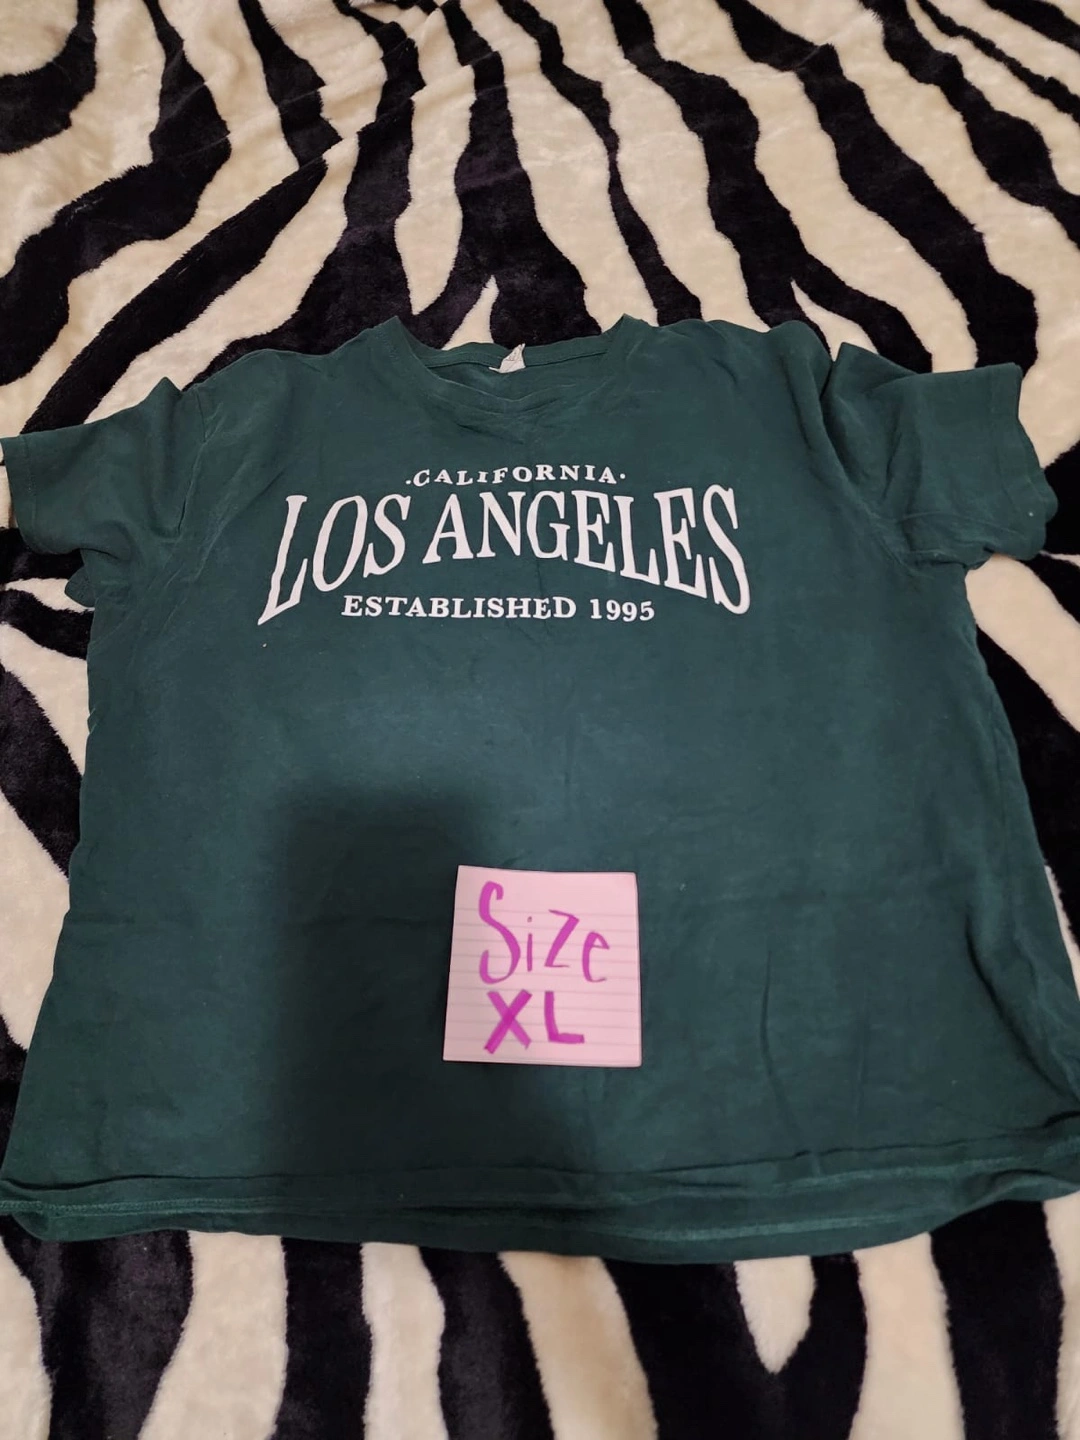 ·CALIFORNIA·
LOS ANGELES
ESTABLISHED 1995
Size
XL